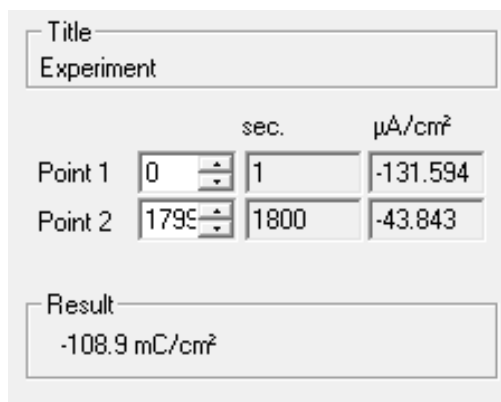 Title
Experiment
sec. µA/cm²
Point 1 0 1 -131.594
Point 2 1799 1800 -43.843
Result
-108.9 mC/cm²